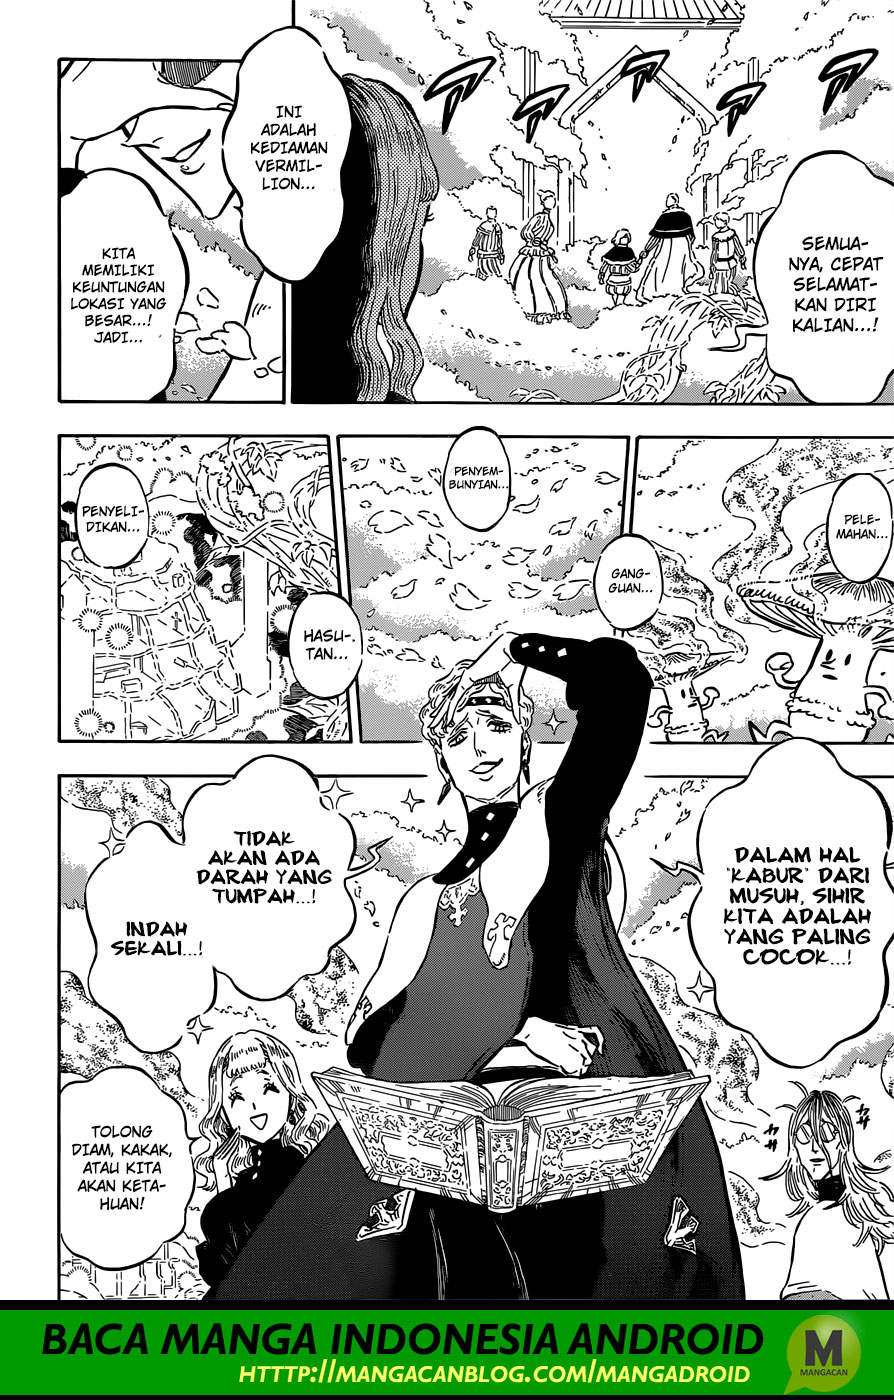 SEMUA-
NYA, CEPAT
SELAMAT-
KAN DIRI
KALIAN...!
INI
ADALAH
KEDIAMAN
VERMIL-
LION...
KITA
MEMILIKI
KEUNTUNGAN
LOKASI YANG
BESAR...!
JADI...
PELE-
MAHAN...
GANG-
GUAN...
PENYEM-
BUNYIAN...
HASU-
TAN...
PENYELI-
DIKAN...
DALAM HAL
"KABUR" DARI
MUSUH, SIHIR
KITA ADALAH
YANG PALING
COCOK...!
TIDAK
AKAN ADA
DARAH YANG
TUMPAH...!
INDAH
SEKALI...!
TOLONG
DIAM, KAKAK,
ATAU KITA
AKAN KETA-
HUAN!
BACA MANGA INDONESIA ANDROID
HTTTP://MANGACANBLOG.COM/MANGADROID
M
MANGACAN